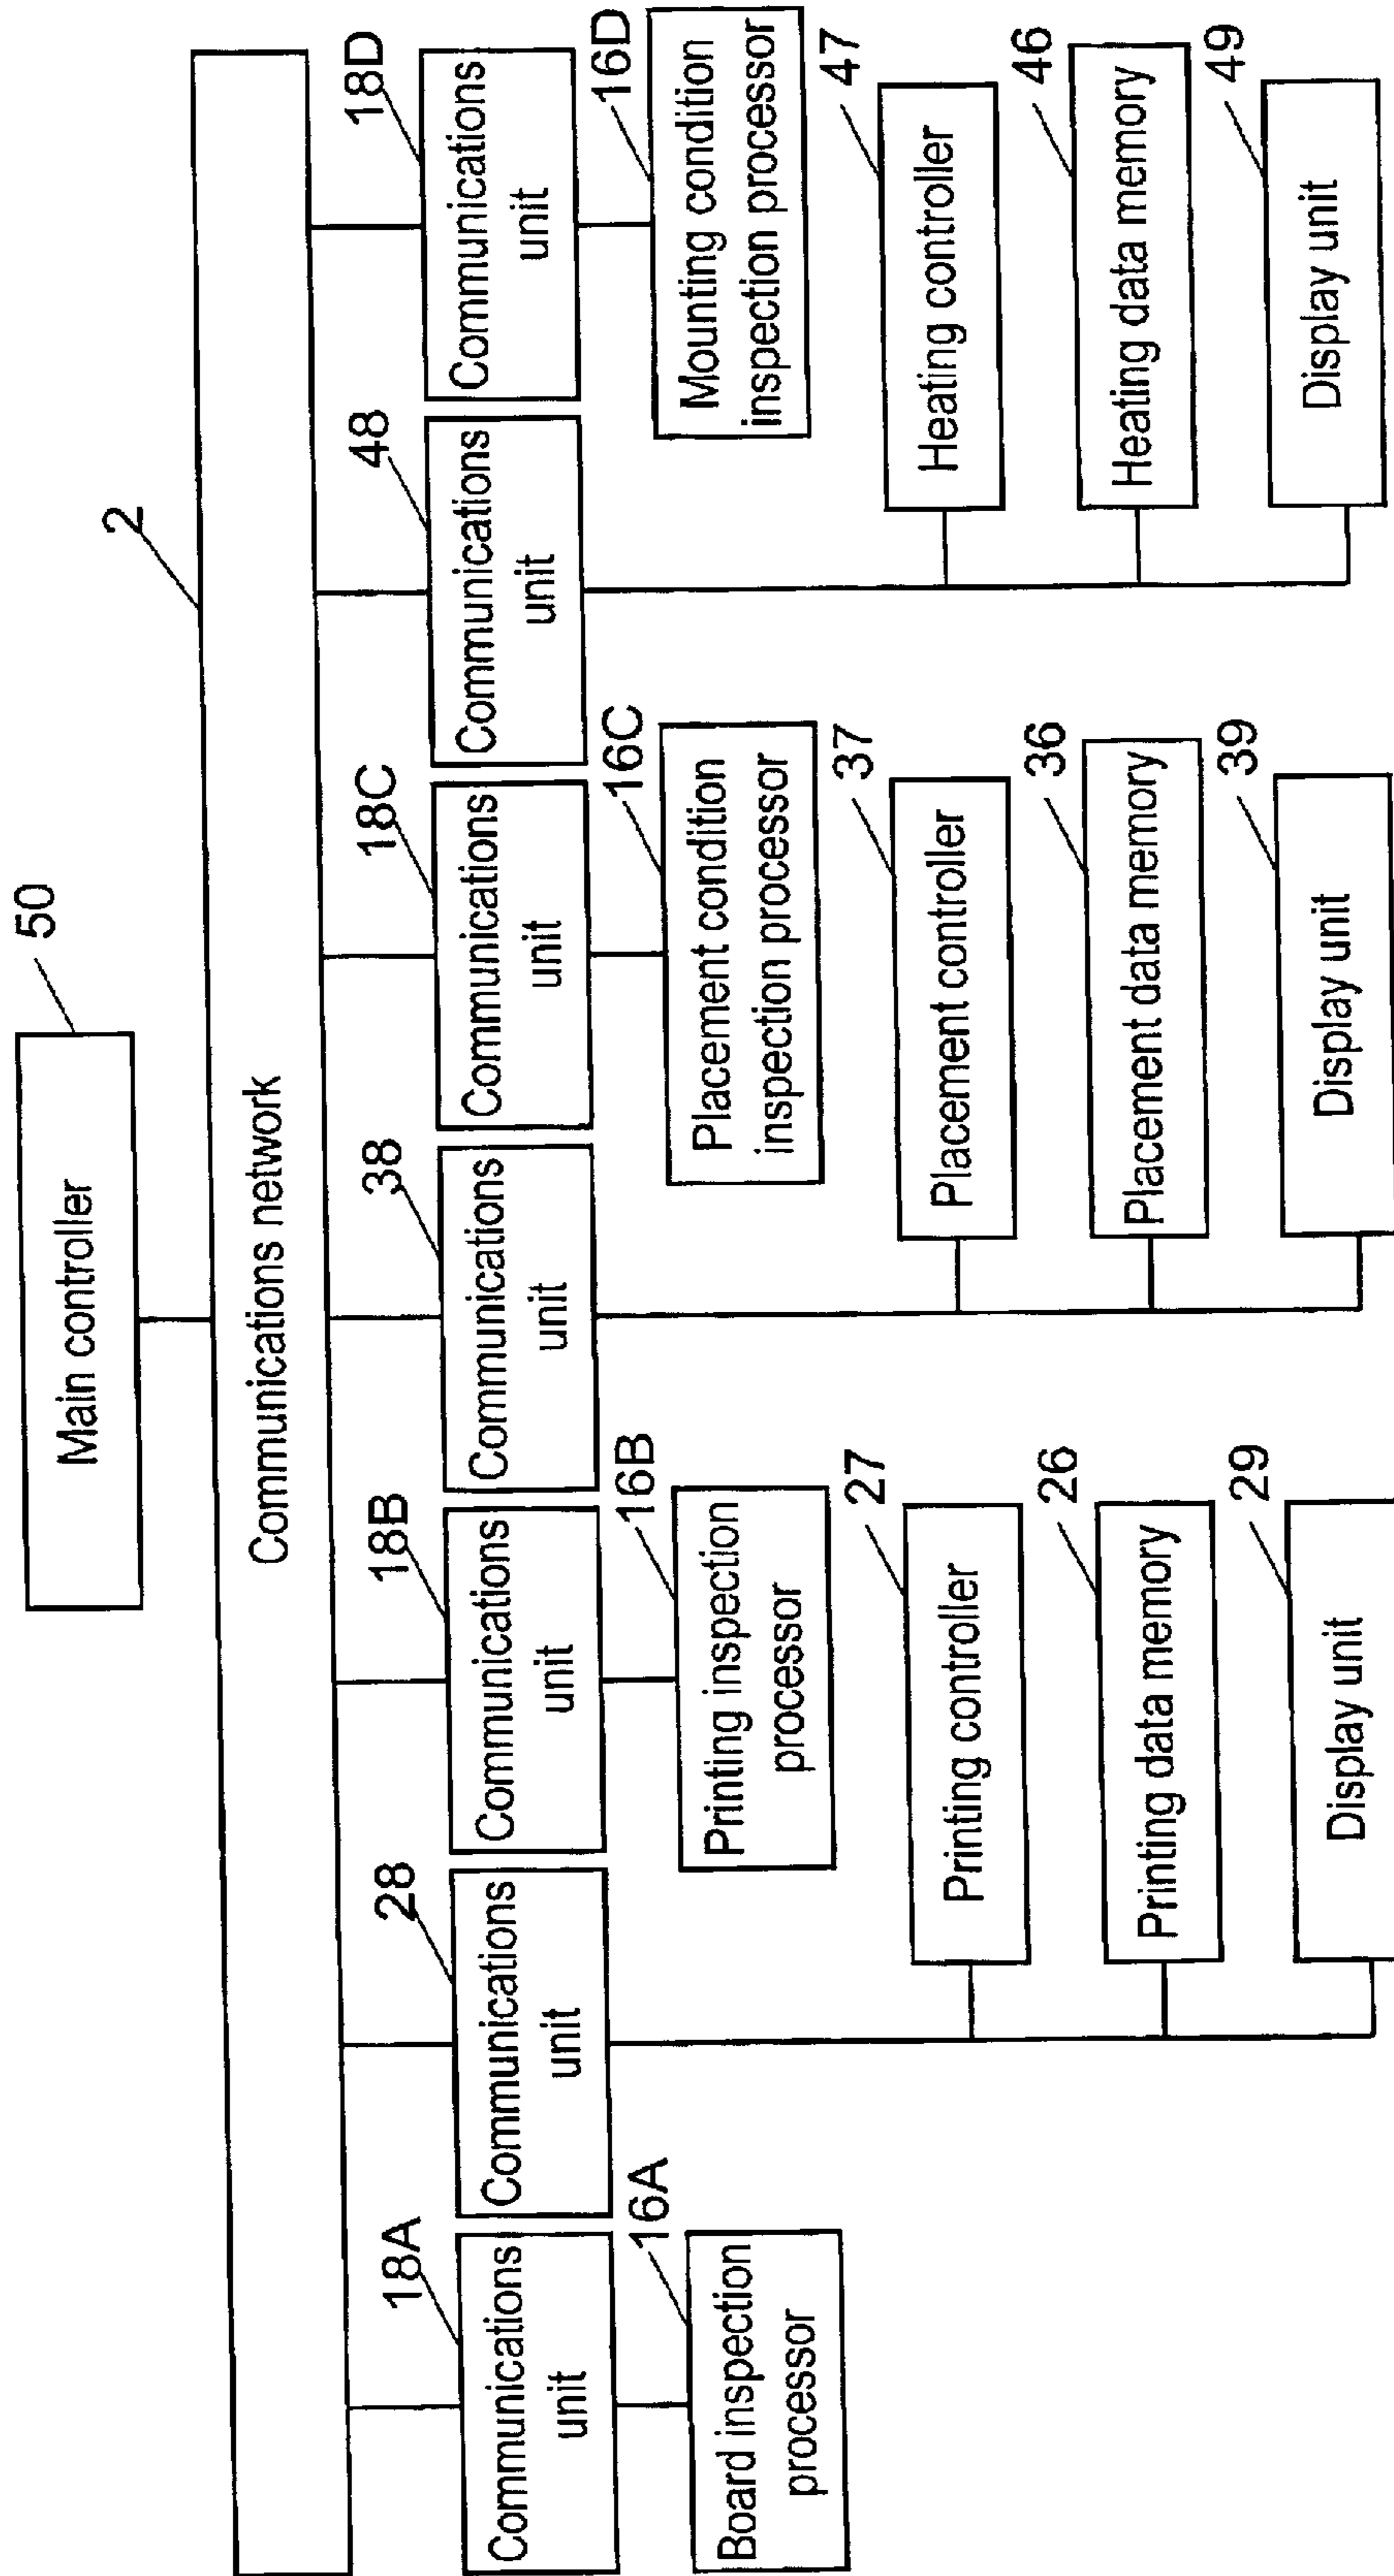 50
Main controller
2
Communications network
18A
Communications
unit
28
Communications
unit
18B
Communications
unit
38
Communications
unit
18C
Communications
unit
48
Communications
unit
18D
Communications
unit
16A
Board inspection
processor
16B
Printing inspection
processor
16C
Placement condition
inspection processor
16D
Mounting condition
inspection processor
27
Printing controller
37
Placement controller
47
Heating controller
26
Printing data memory
36
Placement data memory
46
Heating data memory
29
Display unit
39
Display unit
49
Display unit